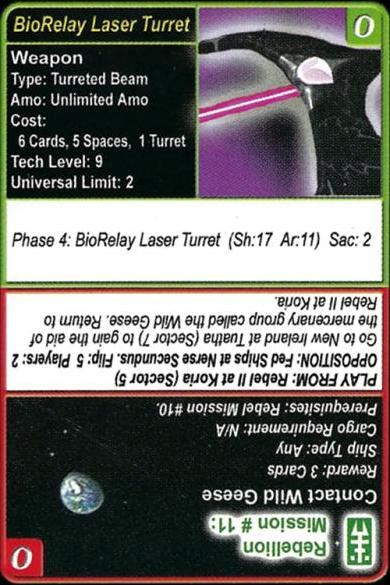 BioRelay Laser Turret
O
Weapon
Type: Turreted Beam
Amo: Unlimited Amo
Cost:
6 Cards, 5 Spaces, 1 Turret
Tech Level: 9
Universal Limit: 2
Phase 4: BioRelay Laser Turret (Sh:17 Ar:11) Sac: 2
Rebellion
Mission # 11:
O
Contact Wild Geese
Reward: 3 Cards
Ship Type: Any
Cargo Requirement: N/A
Prerequisites: Rebel Mission #10.
PLAY: FROM: Rebel II at Koria (Sector 5)
OPPOSITION: Fed Ships at Nerse Secundus. Flip: 5 Players: 2
Go to New Ireland at Tuatha (Sector 7) to gain the aid of
the mercenary group called the Wild Geese. Return to
Rebel II at Koria.